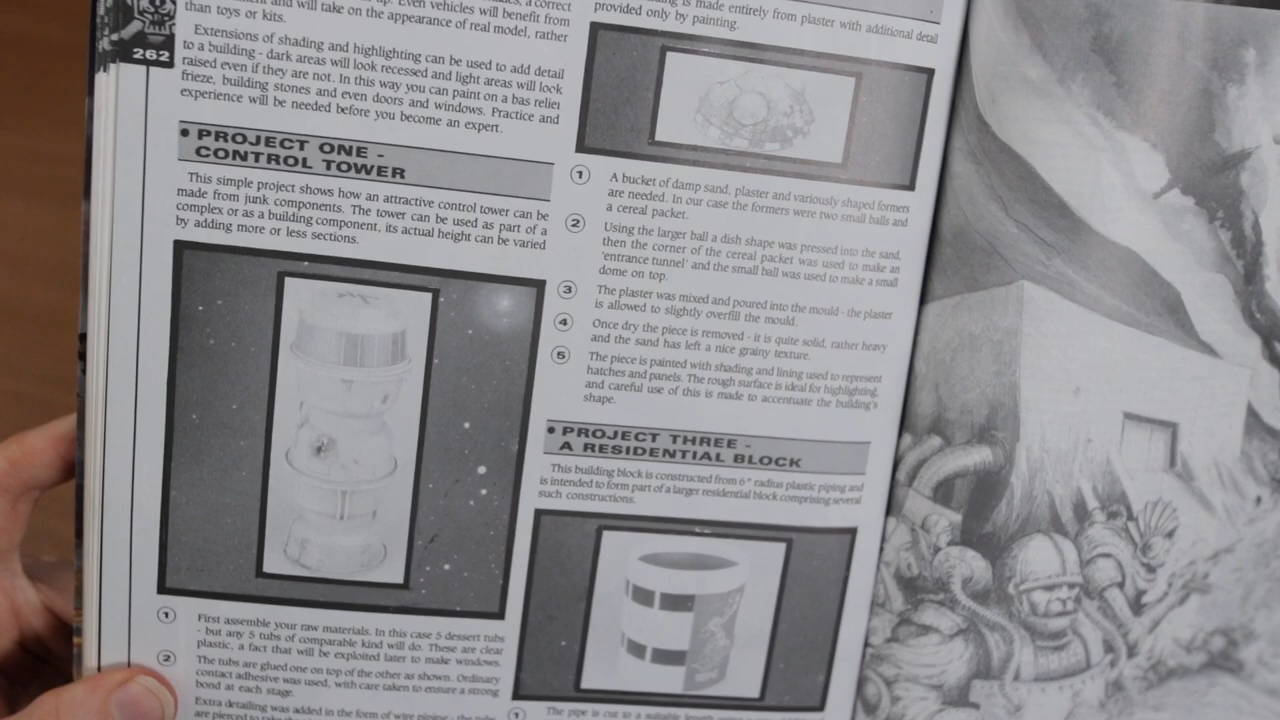 262
and will take on the appearance of real model, rather
than toys or kits.
Extensions of shading and highlighting can be used to add detail
to a building - dark areas will look recessed and light areas will look
raised even if they are not. In this way you can paint on a bas relief
frieze, building stones and even doors and windows. Practice and
experience will be needed before you become an expert.
• PROJECT ONE -
CONTROL TOWER
This simple project shows how an attractive control tower can be
made from junk components. The tower can be used as part of a
complex or as a building component, its actual height can be varied
by adding more or less sections.
1 First assemble your raw materials. In this case 5 dessert tubs
- but any 5 tubs of comparable kind will do. These are clear
plastic, a fact that will be exploited later to make windows.
2 The tubs are glued one on top of the other as shown. Ordinary
contact adhesive was used, with care taken to ensure a strong
bond at each stage.
Extra detailing was added in the form of wire piping - the tubs
are pierced to take
is made entirely from plaster with additional detail
provided only by painting.
1 A bucket of damp sand, plaster and variously shaped formers
are needed. In our case the formers were two small balls and
a cereal packet.
2 Using the larger ball a dish shape was pressed into the sand,
then the corner of the cereal packet was used to make an
'entrance tunnel' and the small ball was used to make a small
dome on top.
3 The plaster was mixed and poured into the mould - the plaster
is allowed to slightly overfill the mould.
4 Once dry the piece is removed - it is quite solid, rather heavy
and the sand has left a nice grainy texture.
5 The piece is painted with shading and lining used to represent
hatches and panels. The rough surface is ideal for highlighting,
and careful use of this is made to accentuate the building's
shape.
• PROJECT THREE -
A RESIDENTIAL BLOCK
This building block is constructed from 6" radius plastic piping and
is intended to form part of a larger residential block comprising several
such constructions.
1 The pipe is cut to a suitable length